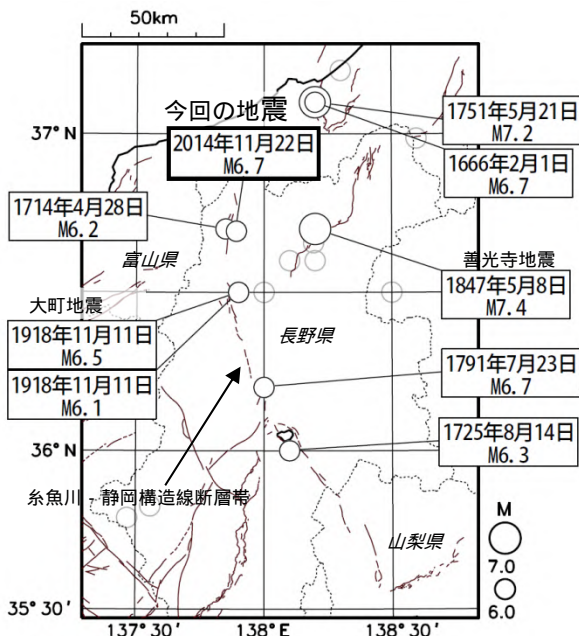 50km
今回の地震
2014年11月22日
M6.7
1751年5月21日
M7.2
1666年2月1日
M6.7
37° N
1714年4月28日
M6.2
富山県
善光寺地震
1847年5月8日
M7.4
大町地震
1918年11月11日
M6.5
1918年11月11日
M6.1
長野県
1791年7月23日
M6.7
36° N
1725年8月14日
M6.3
糸魚川－静岡構造線断層帯
山梨県
M
7.0
6.0
35° 30′
137° 30′
138° E
138° 30′